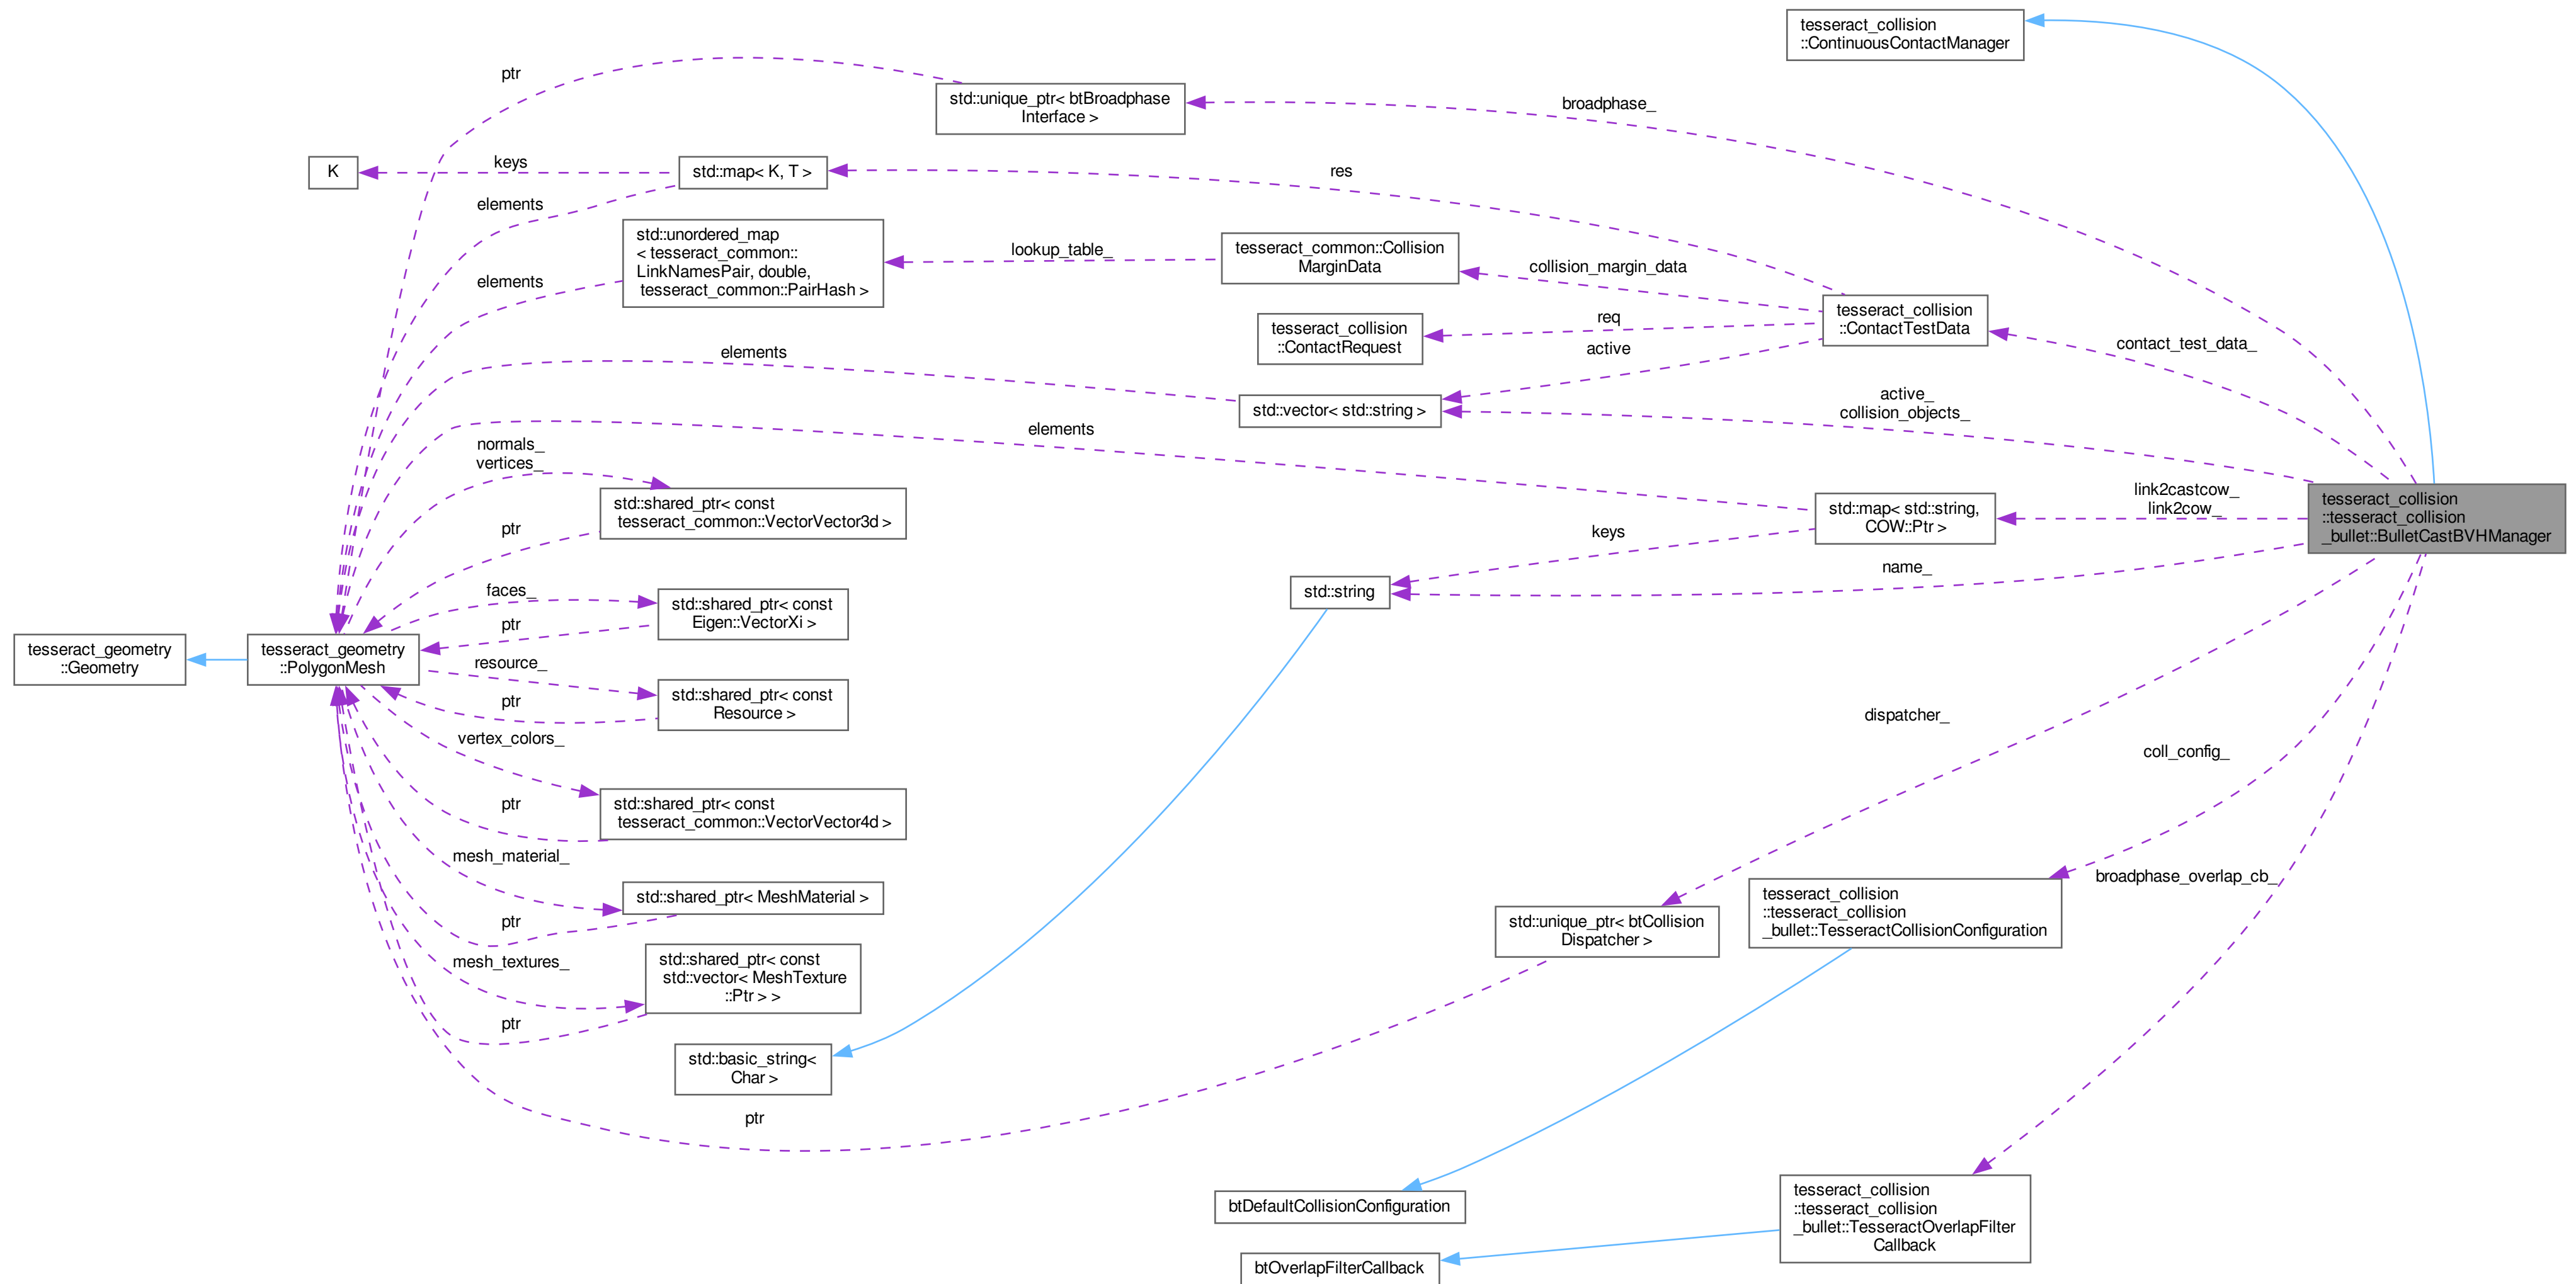 tesseract_collision
::ContinuousContactManager
ptr
std::unique_ptr< btBroadphase
Interface >
broadphase_
K
keys
std::map< K, T >
res
elements
std::unordered_map
< tesseract_common::
LinkNamesPair, double,
tesseract_common::PairHash >
elements
lookup_table_
tesseract_common::Collision
MarginData
collision_margin_data
tesseract_collision
::ContactRequest
req
tesseract_collision
::ContactTestData
contact_test_data_
active
elements
std::vector< std::string >
active_
collision_objects_
elements
normals_
vertices_
std::shared_ptr< const
tesseract_common::VectorVector3d >
ptr
std::map< std::string,
COW::Ptr >
link2castcow_
link2cow_
tesseract_collision
::tesseract_collision
_bullet::BulletCastBVHManager
keys
name_
std::string
faces_
std::shared_ptr< const
Eigen::VectorXi >
ptr
tesseract_geometry
::Geometry
tesseract_geometry
::PolygonMesh
resource_
std::shared_ptr< const
Resource >
ptr
vertex_colors_
std::shared_ptr< const
tesseract_common::VectorVector4d >
ptr
dispatcher_
coll_config_
broadphase_overlap_cb_
mesh_material_
std::shared_ptr< MeshMaterial >
ptr
mesh_textures_
std::shared_ptr< const
std::vector< MeshTexture
::Ptr > >
ptr
std::unique_ptr< btCollision
Dispatcher >
tesseract_collision
::tesseract_collision
_bullet::TesseractCollisionConfiguration
std::basic_string<
Char >
ptr
btDefaultCollisionConfiguration
tesseract_collision
::tesseract_collision
_bullet::TesseractOverlapFilter
Callback
btOverlapFilterCallback